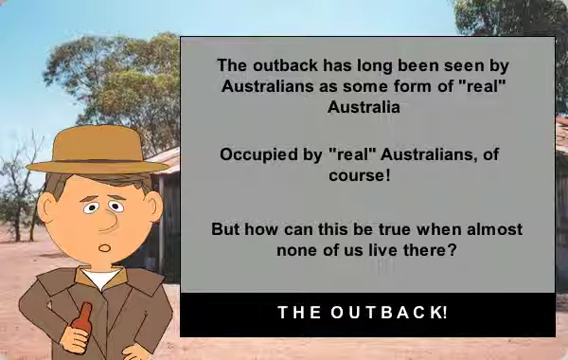 The outback has long been seen by
Australians as some form of "real"
Australia
Occupied by "real" Australians, of
course!
But how can this be true when almost
none of us live there?
THE OUTBACK!